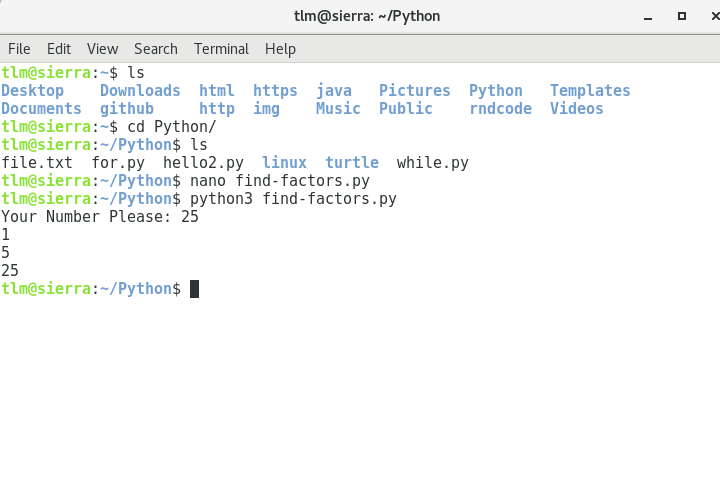 tlm@sierra: ~/Python
File Edit View Search Terminal Help
tlm@sierra:~$ ls
Desktop Downloads html https java Pictures Python Templates
Documents github http img Music Public rndcode Videos
tlm@sierra:~$ cd Python/
tlm@sierra:~/Python$ ls
file.txt for.py hello2.py linux turtle while.py
tlm@sierra:~/Python$ nano find-factors.py
tlm@sierra:~/Python$ python3 find-factors.py
Your Number Please: 25
1
5
25
tlm@sierra:~/Python$